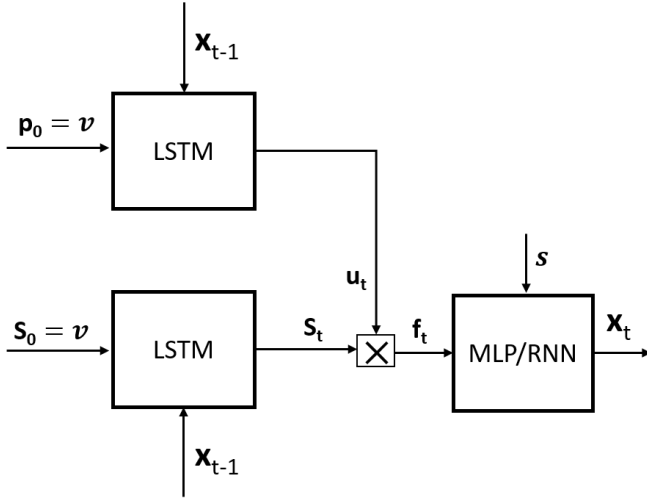 x_{t-1}
p_0 = v
LSTM
u_t
s
S_0 = v
LSTM
S_t
f_t
MLP/RNN
x_t
x_{t-1}